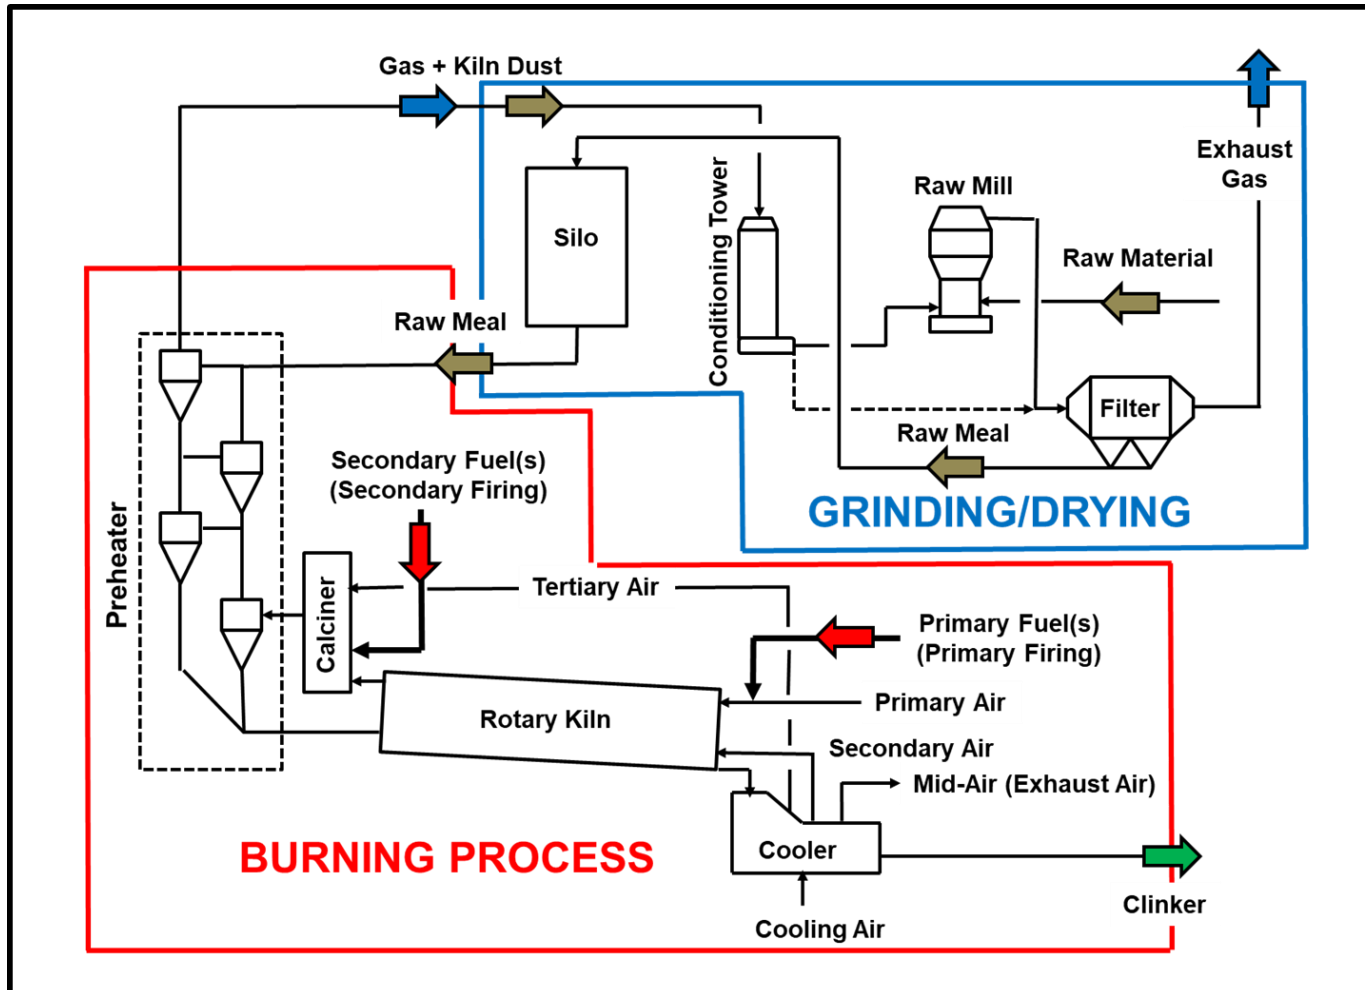 Gas + Kiln Dust
Exhaust
Gas
Raw Mill
Silo
Conditioning Tower
Raw Material
Raw Meal
Filter
Raw Meal
Secondary Fuel(s)
(Secondary Firing)
GRINDING/DRYING
Preheater
Calciner
Tertiary Air
Primary Fuel(s)
(Primary Firing)
Rotary Kiln
Primary Air
Secondary Air
Mid-Air (Exhaust Air)
BURNING PROCESS
Cooler
Clinker
Cooling Air